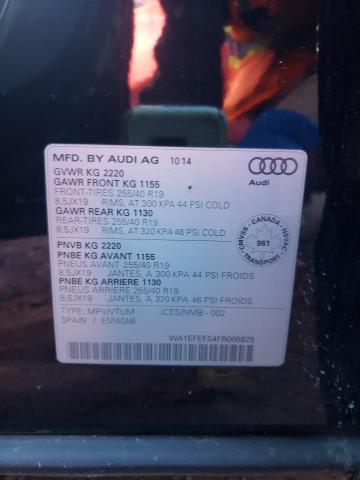 MFD. BY AUDI AG 10 14
GVWR KG 2220
GAWR FRONT KG 1155
FRONT-TIRES 255/40 R19
8,5JX19 RIMS, AT 300 KPA 44 PSI COLD
GAWR REAR KG 1130
REAR-TIRES 255/40 R19
8,5JX19 RIMS, AT 320 KPA 46 PSI COLD
PNVB KG 2220
PNBE KG AVANT 1155
PNEUS AVANT 255/40 R19
8,5JX19 JANTES, A 300 KPA 44 PSI FROIDS
PNBE KG ARRIERE 1130
PNEUS ARRIERE 255/40 R19
8,5JX19 JANTES, A 320 KPA 46 PSI FROIDS
TYPE: MPV/VTUM ICES/NMB - 002
SPAIN / ESPAGNE
WA1EFEFS4FR005825
Audi
CMVSS - CANADA - NSVAC
961
TRANSPORT